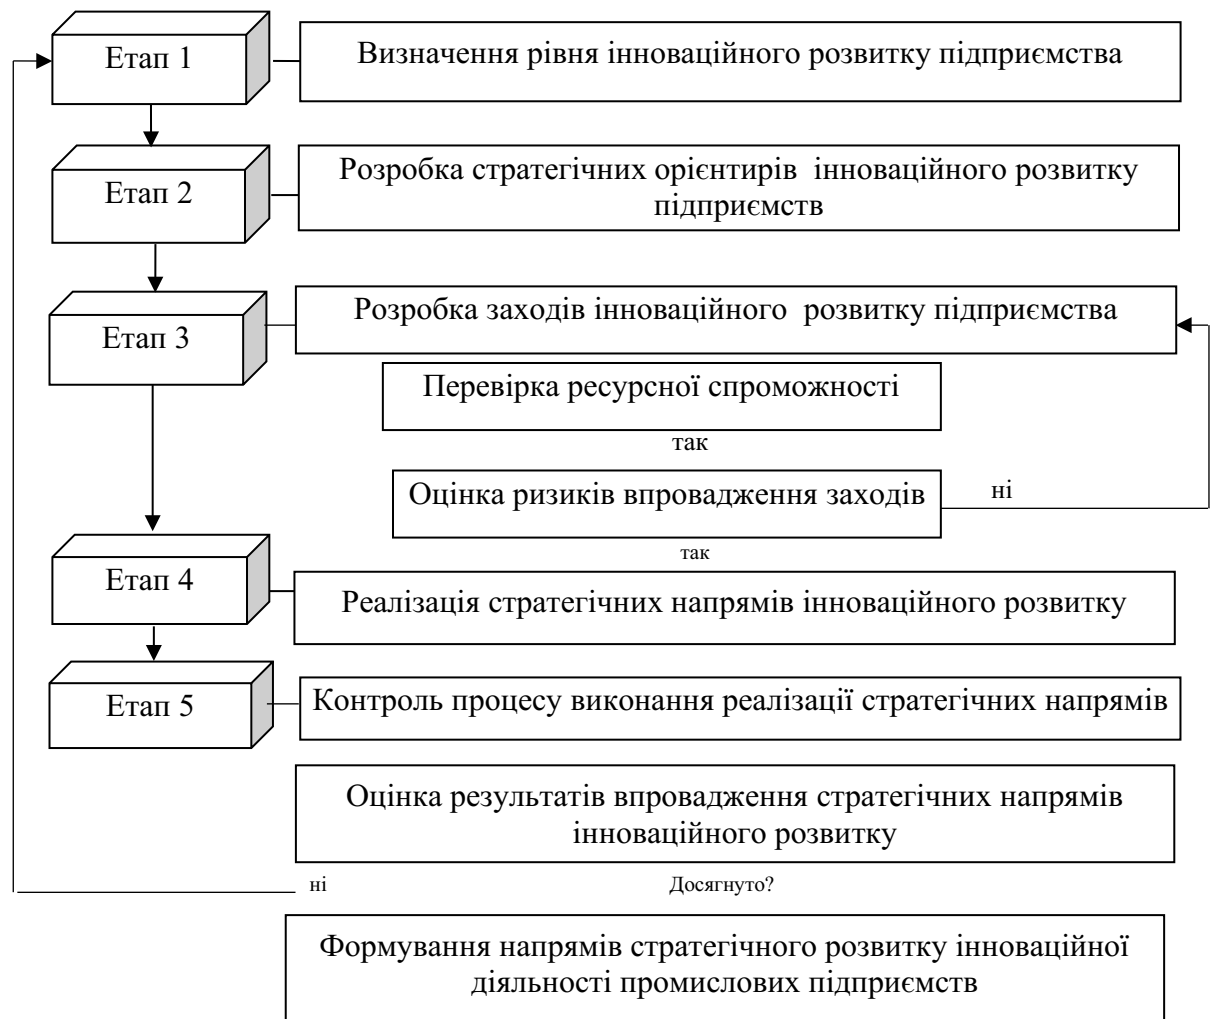 Етап 1
Визначення рівня інноваційного розвитку підприємства
Етап 2
Розробка стратегічних орієнтирів інноваційного розвитку
підприємств
Етап 3
Розробка заходів інноваційного розвитку підприємства
Перевірка ресурсної спроможності
так
Оцінка ризиків впровадження заходів
ні
так
Етап 4
Реалізація стратегічних напрямів інноваційного розвитку
Етап 5
Контроль процесу виконання реалізації стратегічних напрямів
Оцінка результатів впровадження стратегічних напрямів
інноваційного розвитку
ні
Досягнуто?
Формування напрямів стратегічного розвитку інноваційної
діяльності промислових підприємств